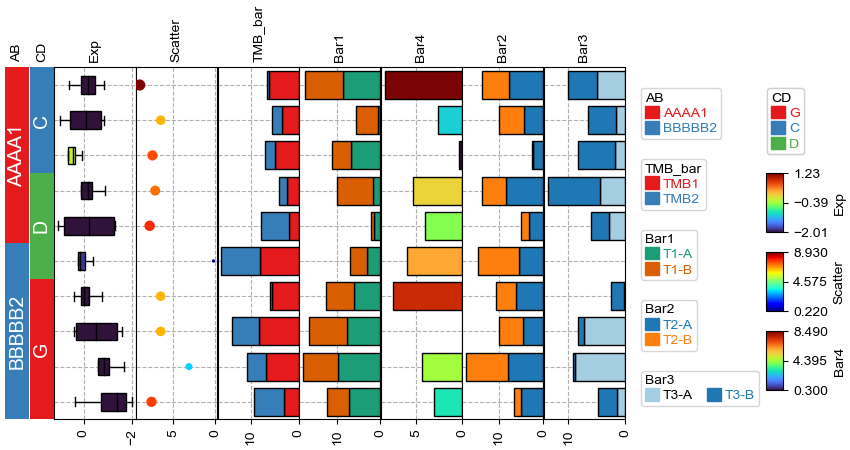 AB
CD
Exp
Scatter
TMB_bar
Bar1
Bar4
Bar2
Bar3
AAAA1
BBBBB2
C
D
G
0
−2
5
0
10
0
10
0
5
0
10
0
10
0
AB
AAAA1
BBBBB2
TMB_bar
TMB1
TMB2
Bar1
T1-A
T1-B
Bar2
T2-A
T2-B
Bar3
T3-A T3-B
CD
G
C
D
1.23
−0.39
−2.01
Exp
8.930
4.575
0.220
Scatter
8.490
4.395
0.300
Bar4